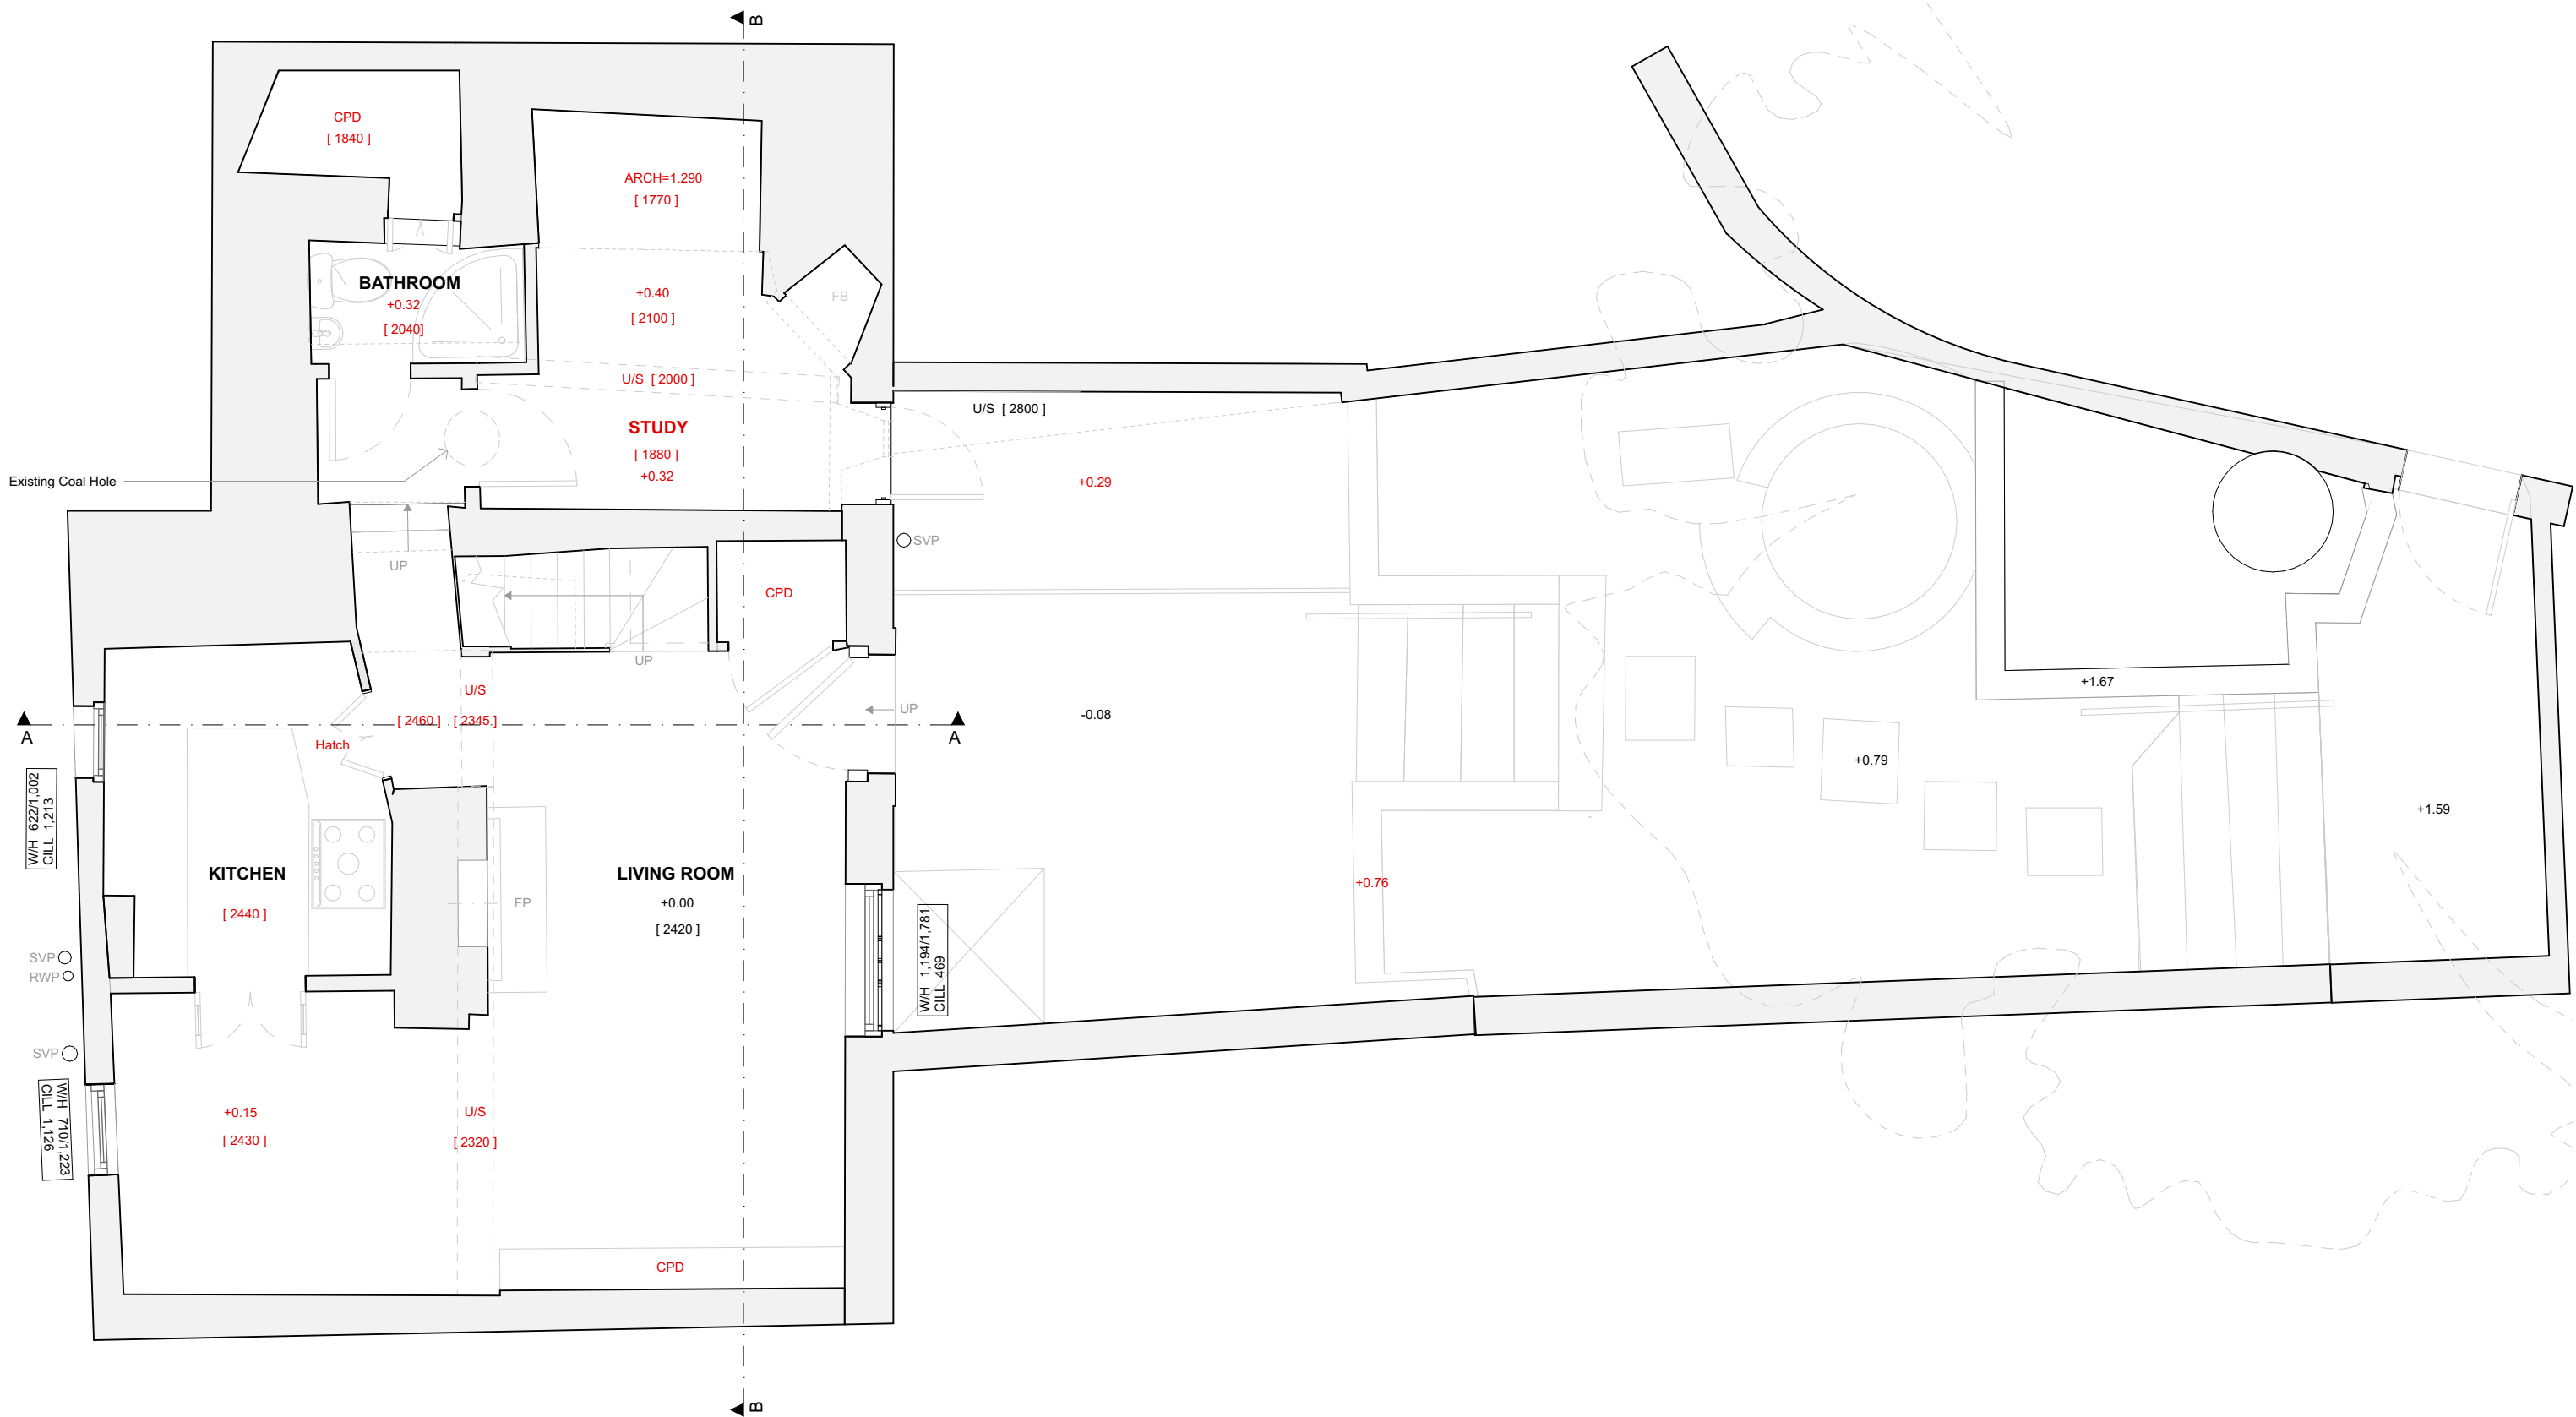 B
CPD
[ 1840 ]
ARCH=1.290
[ 1770 ]
BATHROOM
+0.32
[ 2040]
+0.40
[ 2100 ]
FB
U/S [ 2000 ]
U/S [ 2800 ]
STUDY
[ 1880 ]
+0.32
Existing Coal Hole
+0.29
SVP
UP
CPD
UP
U/S
[ 2460 ]
[ 2345 ]
UP
-0.08
+1.67
A
A
Hatch
+0.79
W/H 622/1,002
CILL 1,213
+1.59
KITCHEN
[ 2440 ]
LIVING ROOM
+0.00
[ 2420 ]
FP
+0.76
W/H 1,194/1,781
CILL 469
SVP
RWP
SVP
W/H 710/1,223
CILL 1,126
+0.15
[ 2430 ]
U/S
[ 2320 ]
CPD
B